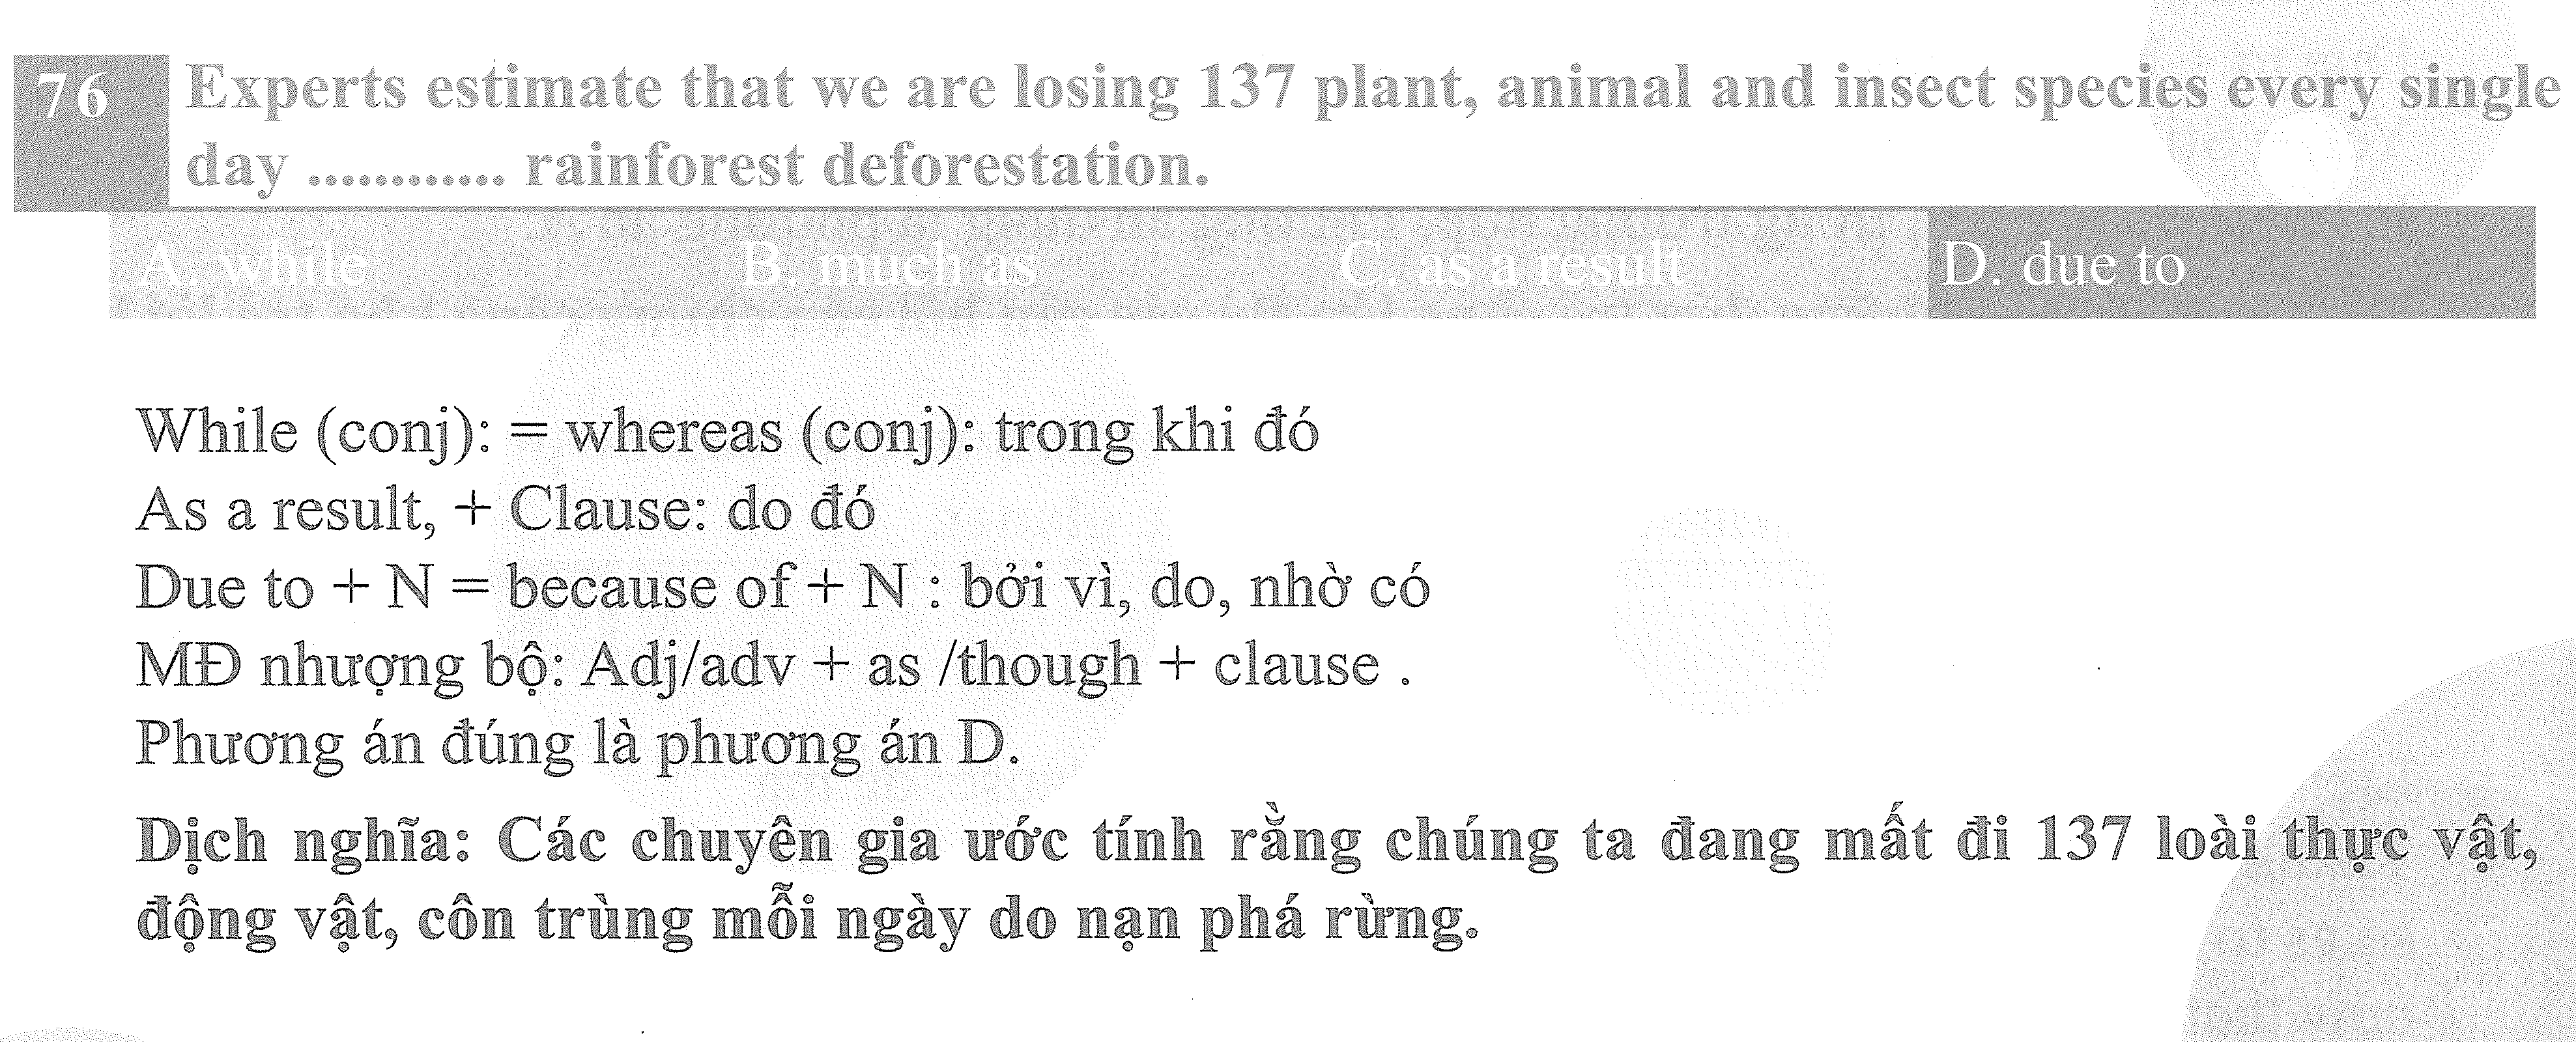 76 Experts estimate that we are losing 137 plant, animal and insect species every single
day ............ rainforest deforestation.
A. while B. much as C. as a result D. due to
While (conj): = whereas (conj): trong khi đó
As a result, + Clause: do đó
Due to + N = because of + N : bởi vì, do, nhờ có
MĐ nhượng bộ: Adj/adv + as /though + clause .
Phương án đúng là phương án D.
Dịch nghĩa: Các chuyên gia ước tính rằng chúng ta đang mất đi 137 loài thực vật,
động vật, côn trùng mỗi ngày do nạn phá rừng.